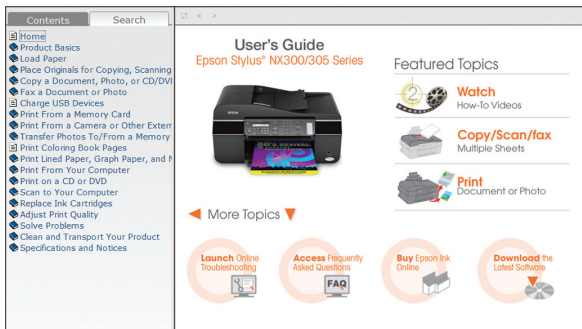 Contents
Search
Home
Product Basics
Load Paper
Place Originals for Copying, Scanning
Copy a Document, Photo, or CD/DVD
Fax a Document or Photo
Charge USB Devices
Print From a Memory Card
Print From a Camera or Other Extern
Transfer Photos To/From a Memory
Print Coloring Book Pages
Print Lined Paper, Graph Paper, and
Print From Your Computer
Print on a CD or DVD
Scan to Your Computer
Replace Ink Cartridges
Adjust Print Quality
Solve Problems
Clean and Transport Your Product
Specifications and Notices
User's Guide
Epson Stylus® NX300/305 Series
EPSON
80'S REVIVAL
Featured Topics
2
Watch
How-To Videos
Copy/Scan/fax
Multiple Sheets
Print
Document or Photo
More Topics
Launch Online
Troubleshooting
Access Frequently
Asked Questions
FAQ
Buy Epson Ink
Online
Download the
Latest Software